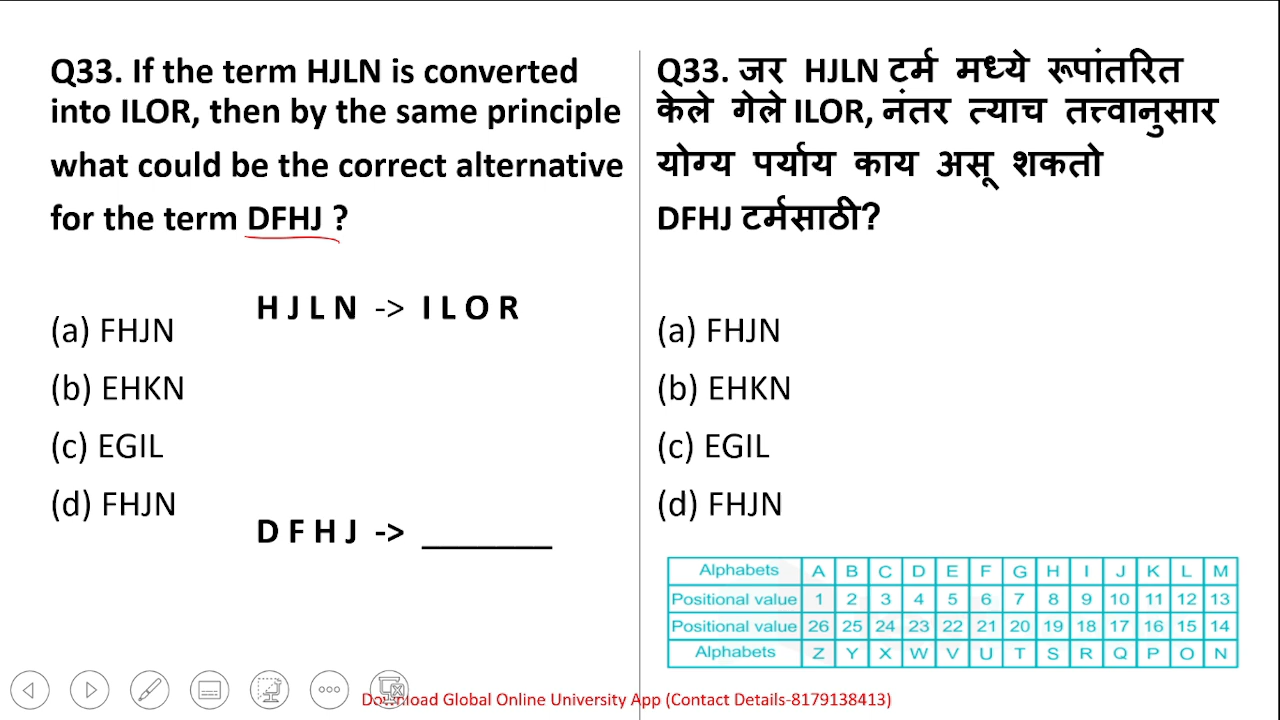 Q33. If the term HJLN is converted
into ILOR, then by the same principle
what could be the correct alternative
for the term DFHJ ?
H J L N -> I L O R
(a) FHJN
(b) EHKN
(c) EGIL
(d) FHJN
D F H J -> ________
Q33. जर HJLN टर्म मध्ये रूपांतरित
केले गेले ILOR, नंतर त्याच तत्त्वानुसार
योग्य पर्याय काय असू शकतो
DFHJ टर्मसाठी?
(a) FHJN
(b) EHKN
(c) EGIL
(d) FHJN
Alphabets A B C D E F G H I J K L M
Positional value 1 2 3 4 5 6 7 8 9 10 11 12 13
Positional value 26 25 24 23 22 21 20 19 18 17 16 15 14
Alphabets Z Y X W V U T S R Q P O N
Download Global Online University App (Contact Details-8179138413)